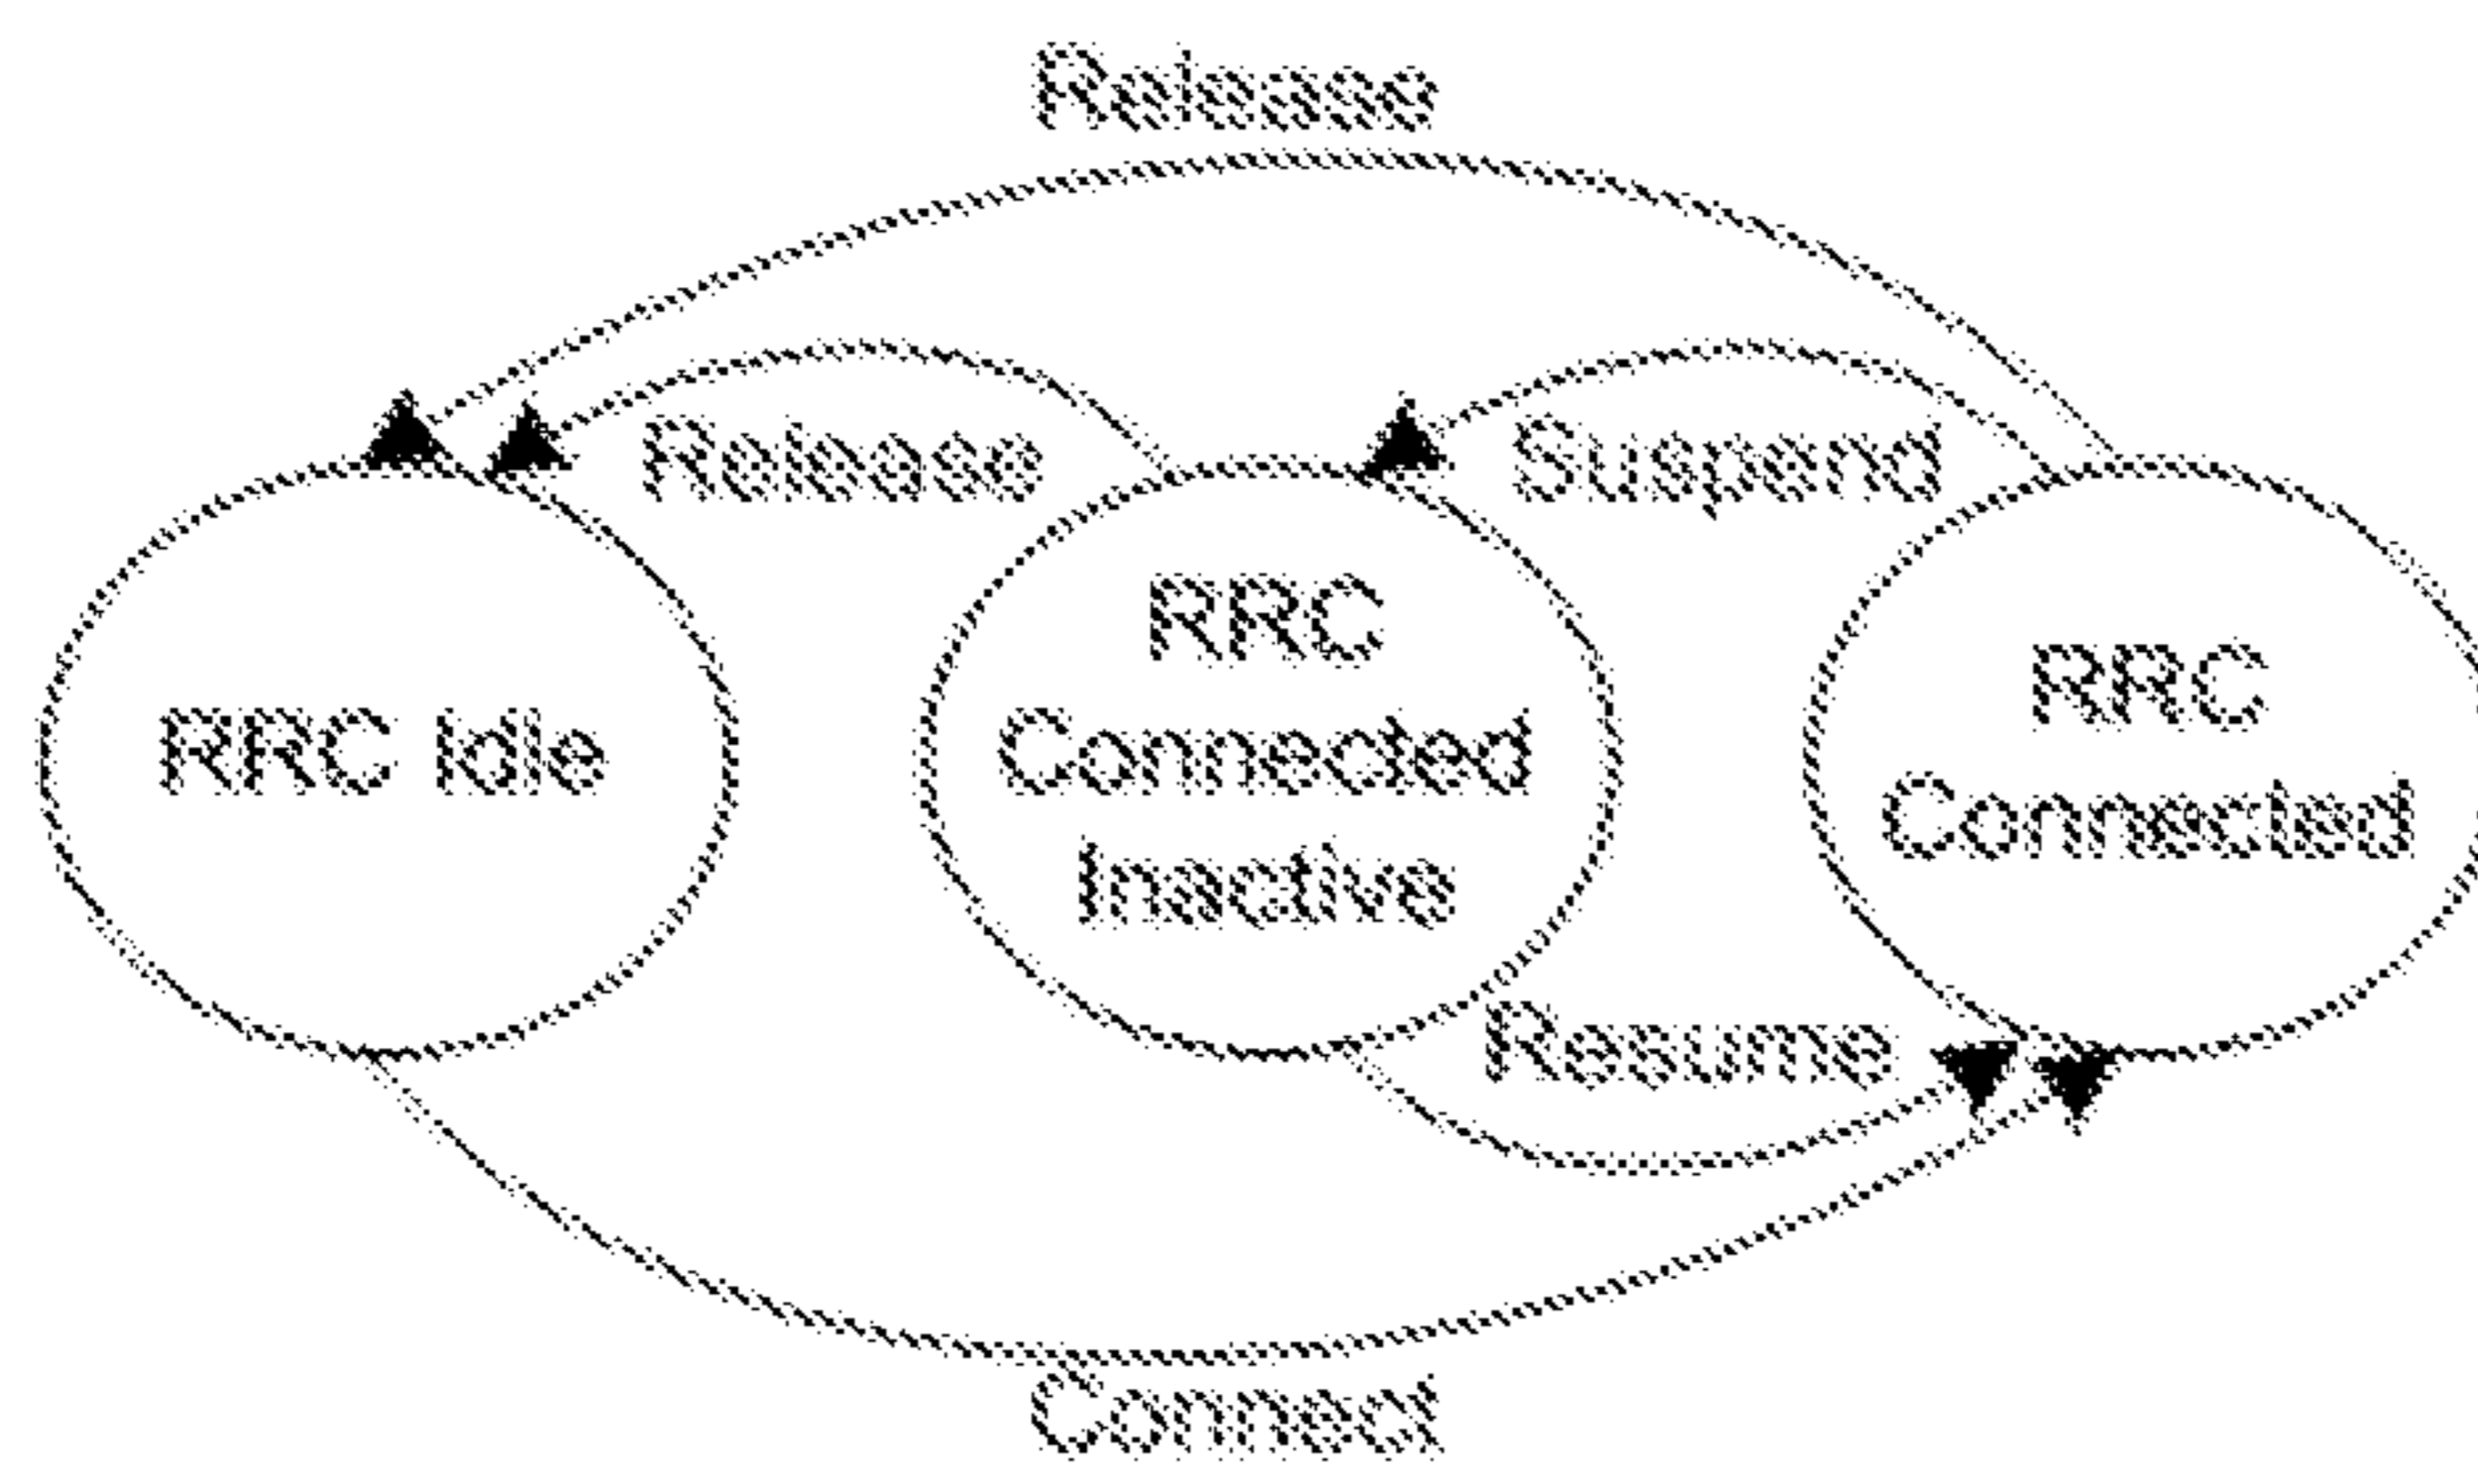 Release
Release
Suspend
RRC Idle
RRC
Connected
Inactive
RRC
Connected
Resume
Connect